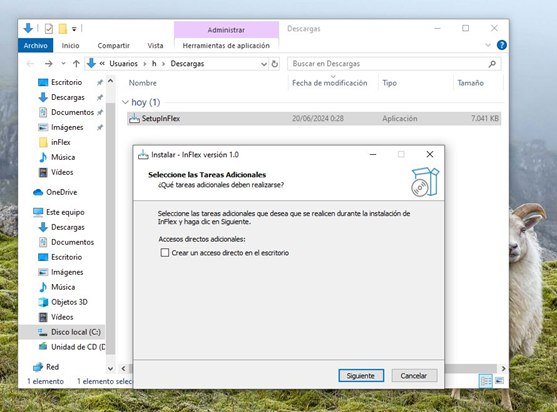 Administrar
Descargas
Archivo
Inicio
Compartir
Vista
Herramientas de aplicación
« Usuarios > h > Descargas
Buscar en Descargas
Nombre
Fecha de modificación
Tipo
Tamaño
hoy (1)
SetupInFlex
20/06/2024 0:28
Aplicación
7.041 KB
Escritorio
Descargas
Documentos
Imágenes
inFlex
Música
Vídeos
OneDrive
Este equipo
Descargas
Documentos
Escritorio
Imágenes
Música
Objetos 3D
Vídeos
Disco local (C:)
Unidad de CD (D
Red
1 elemento
1 elemento selec
Instalar - InFlex versión 1.0
Seleccione las Tareas Adicionales
¿Qué tareas adicionales deben realizarse?
Seleccione las tareas adicionales que desea que se realicen durante la instalación de
InFlex y haga clic en Siguiente.
Accesos directos adicionales:
Crear un acceso directo en el escritorio
Siguiente
Cancelar